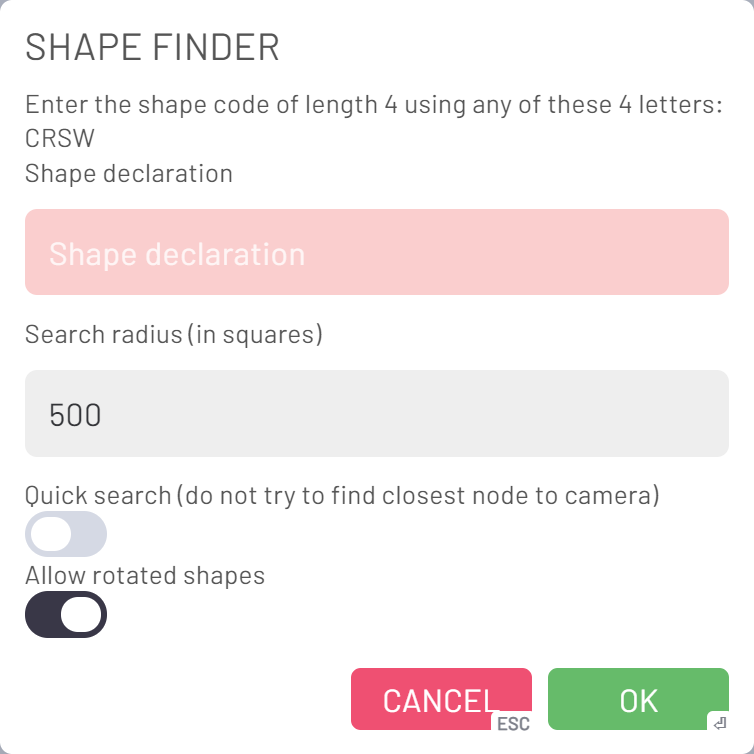 SHAPE FINDER
Enter the shape code of length 4 using any of these 4 letters:
CRSW
Shape declaration
Shape declaration
Search radius (in squares)
500
Quick search (do not try to find closest node to camera)
Allow rotated shapes
CANCEL
ESC
OK